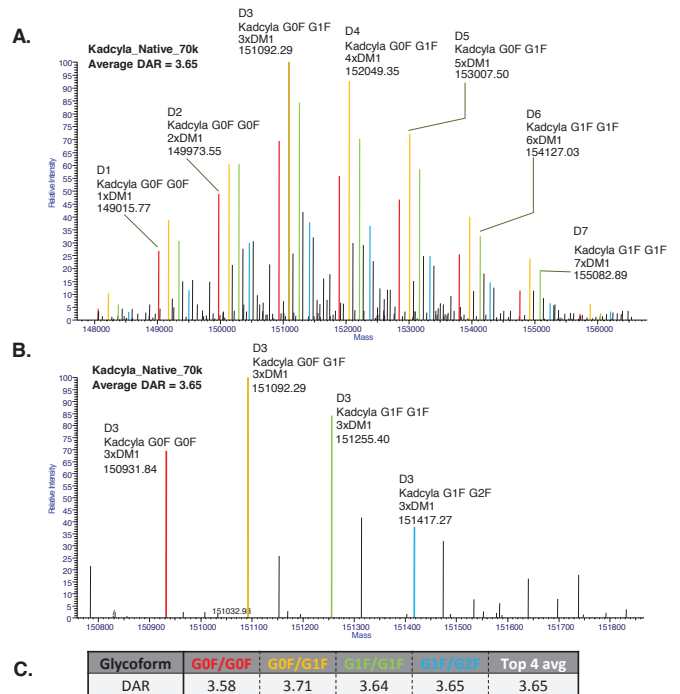 A.
Kadcyla_Native_70k
Average DAR = 3.65
D3
Kadcyla G0F G1F
3xDM1
151092.29
D4
Kadcyla G0F G1F
4xDM1
152049.35
D5
Kadcyla G0F G1F
5xDM1
153007.50
D2
Kadcyla G0F G0F
2xDM1
149973.55
D6
Kadcyla G1F G1F
6xDM1
154127.03
D1
Kadcyla G0F G0F
1xDM1
149015.77
D7
Kadcyla G1F G1F
7xDM1
155082.89
Relative Intensity
100
95
90
85
80
75
70
65
60
55
50
45
40
35
30
25
20
15
10
5
0
148000 149000 150000 151000 152000 153000 154000 155000 156000
Mass
B.
Kadcyla_Native_70k
Average DAR = 3.65
D3
Kadcyla G0F G1F
3xDM1
151092.29
D3
Kadcyla G1F G1F
3xDM1
151255.40
D3
Kadcyla G0F G0F
3xDM1
150931.84
D3
Kadcyla G1F G2F
3xDM1
151417.27
Relative Intensity
100
95
90
85
80
75
70
65
60
55
50
45
40
35
30
25
20
15
10
5
0
151032.93
150800 150900 151000 151100 151200 151300 151400 151500 151600 151700 151800
Mass
C.
Glycoform G0F/G0F G0F/G1F G1F/G1F G1F/G2F Top 4 avg
DAR 3.58 3.71 3.64 3.65 3.65